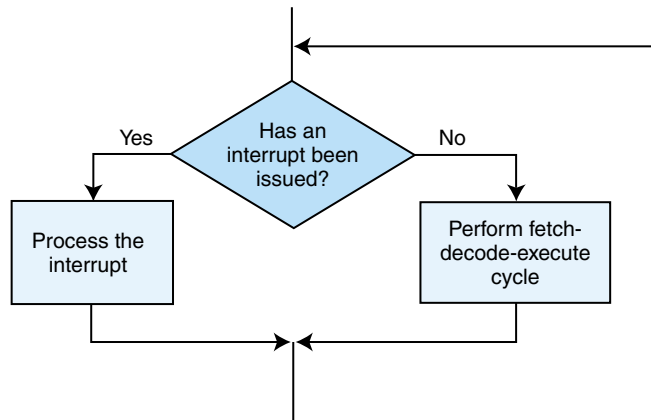 Has an
interrupt been
issued?
Yes
No
Process the
interrupt
Perform fetch-
decode-execute
cycle